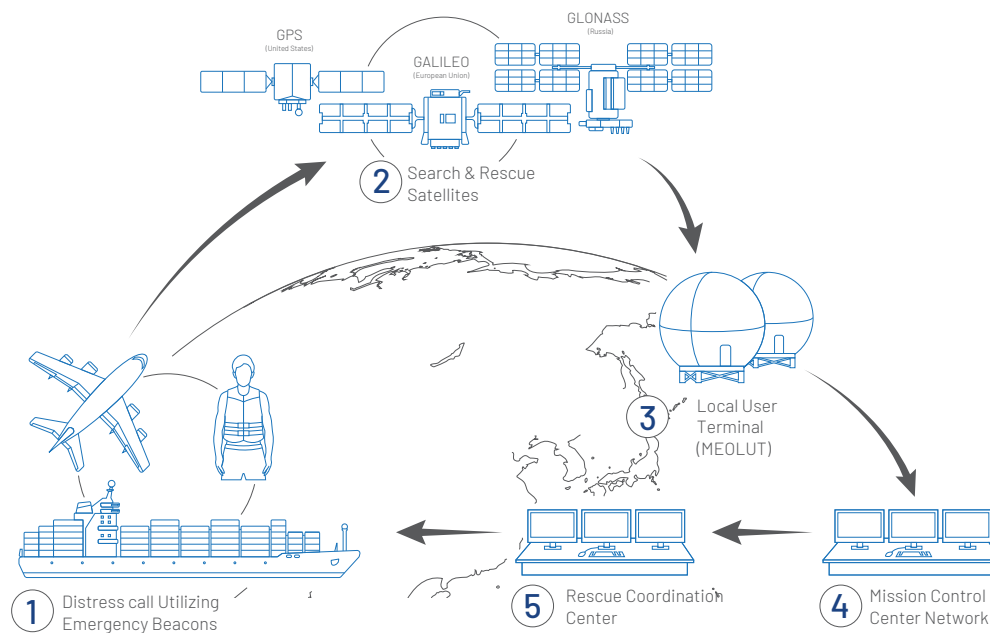 GPS
(United States)
GALILEO
(European Union)
GLONASS
(Russia)
2
Search & Rescue
Satellites
3
Local User
Terminal
(MEOLUT)
1
Distress call Utilizing
Emergency Beacons
5
Rescue Coordination
Center
4
Mission Control
Center Network